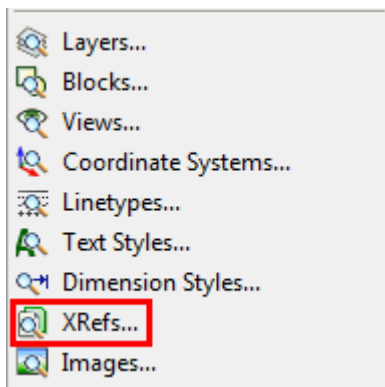 Layers...
Blocks...
Views...
Coordinate Systems...
Linetypes...
Text Styles...
Dimension Styles...
XRefs...
Images...